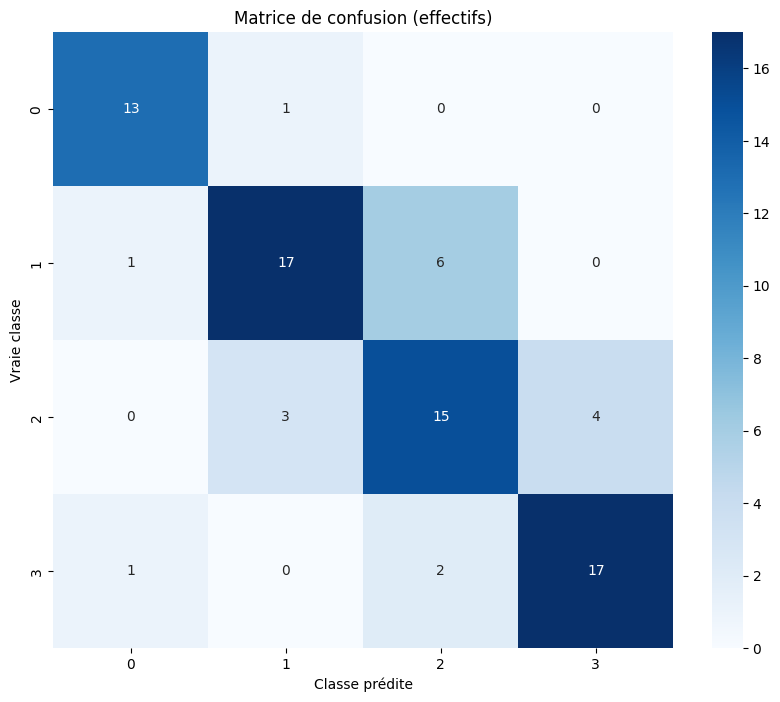 Matrice de confusion (effectifs)
0 13 1 0 0
1 1 17 6 0
2 0 3 15 4
3 1 0 2 17
0 1 2 3
Vraie classe
Classe prédite
16
14
12
10
8
6
4
2
0